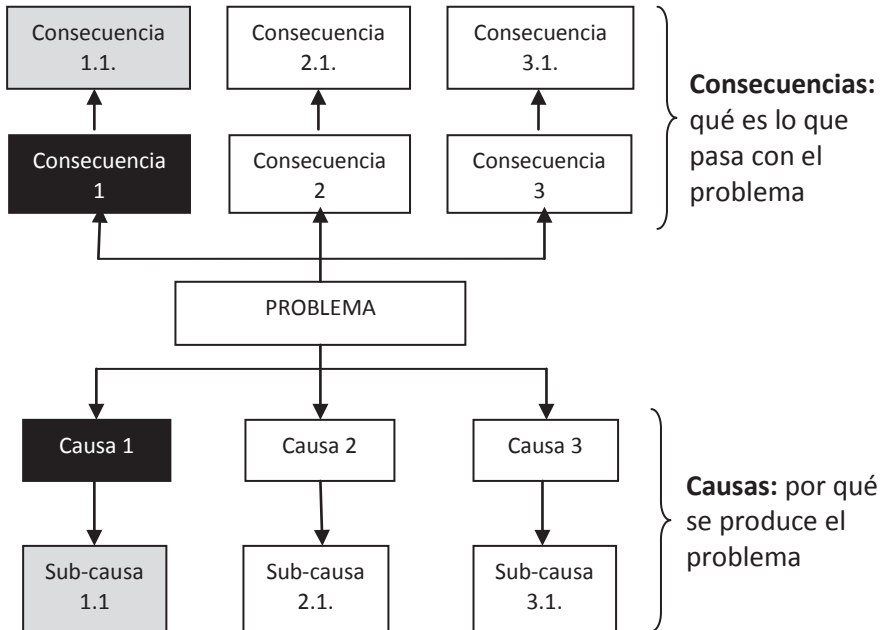 Consecuencia
1.1.
Consecuencia
2.1.
Consecuencia
3.1.
Consecuencia
1
Consecuencia
2
Consecuencia
3
Consecuencias:
qué es lo que
pasa con el
problema
PROBLEMA
Causa 1
Causa 2
Causa 3
Sub-causa
1.1
Sub-causa
2.1.
Sub-causa
3.1.
Causas: por qué
se produce el
problema